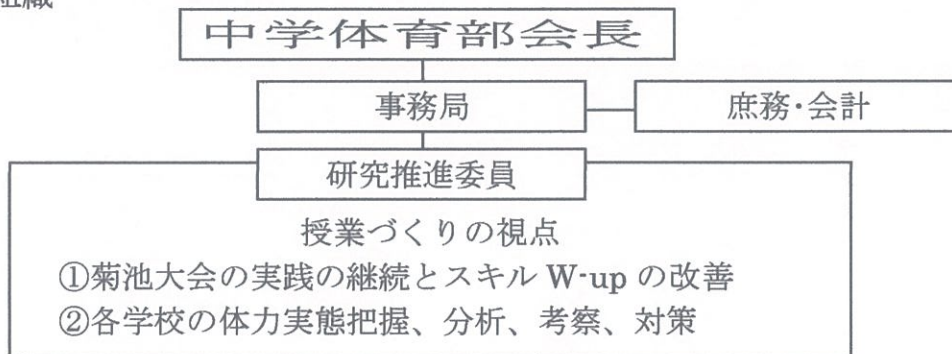 組織
中学体育部会長
事務局
庶務・会計
研究推進委員
授業づくりの視点
①菊池大会の実践の継続とスキル W-up の改善
②各学校の体力実態把握、分析、考察、対策